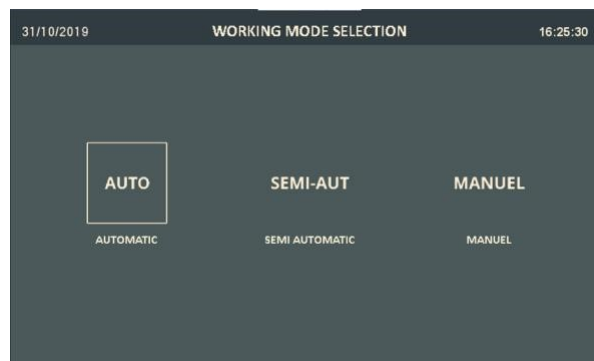 31/10/2019 WORKING MODE SELECTION 16:25:30
AUTO SEMI-AUT MANUEL
AUTOMATIC SEMI AUTOMATIC MANUEL